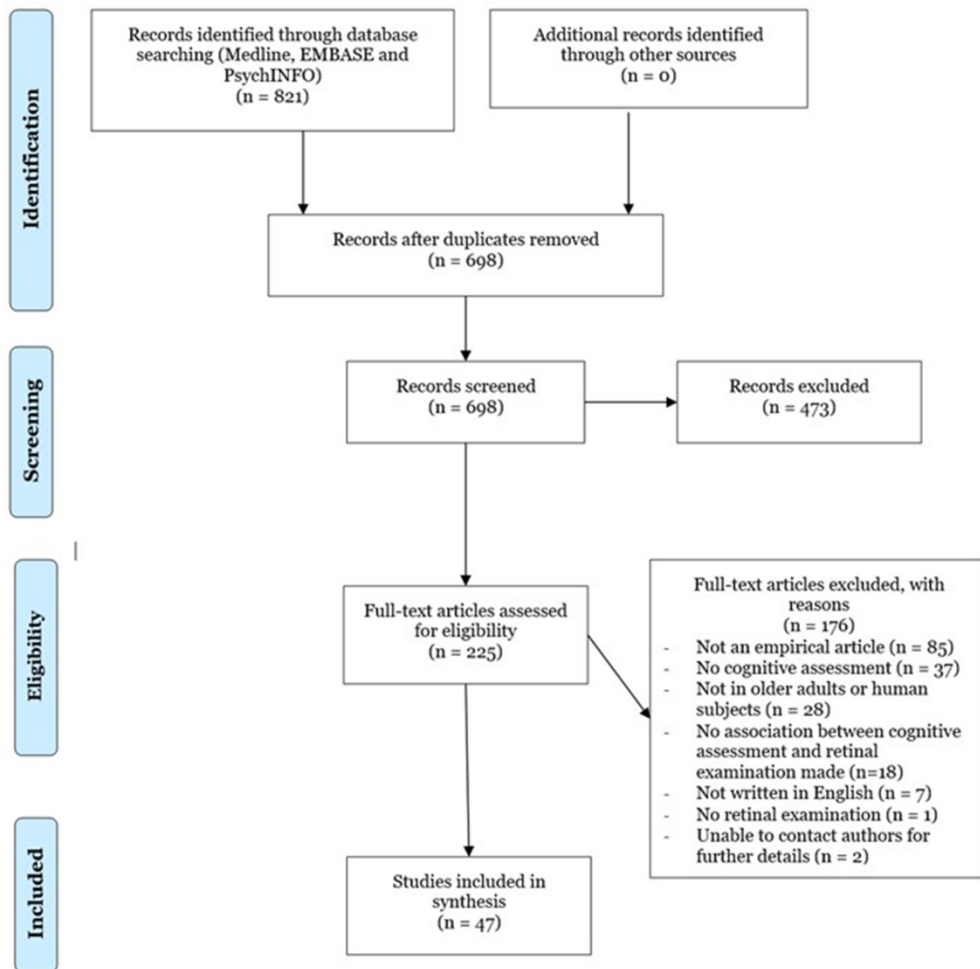 Identification
Records identified through database
searching (Medline, EMBASE and
PsychINFO)
(n = 821)
Additional records identified
through other sources
(n = 0)
Records after duplicates removed
(n = 698)
Screening
Records screened
(n = 698)
Records excluded
(n = 473)
Eligibility
Full-text articles assessed
for eligibility
(n = 225)
Full-text articles excluded, with
reasons
(n = 176)
- Not an empirical article (n = 85)
- No cognitive assessment (n = 37)
- Not in older adults or human
subjects (n = 28)
- No association between cognitive
assessment and retinal
examination made (n=18)
- Not written in English (n = 7)
- No retinal examination (n = 1)
- Unable to contact authors for
further details (n = 2)
Included
Studies included in
synthesis
(n = 47)